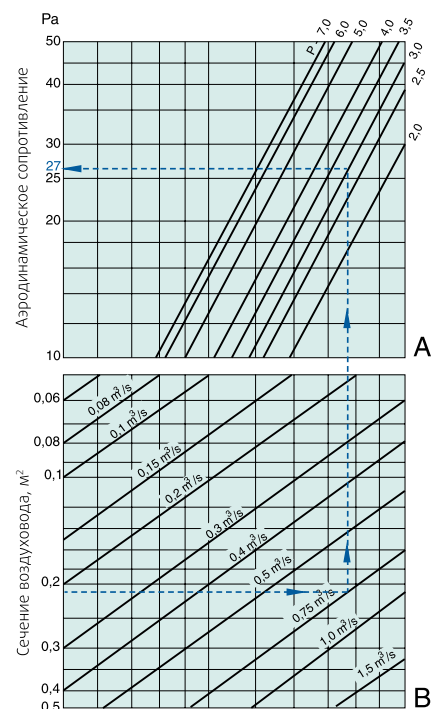 Pa
P - 7,0
6,0
5,0
4,0
3,5
3,0
2,5
2,0
50
40
30
27
25
20
10
Аэродинамическое сопротивление
A
0,06
0,08
0,1
0,2
0,3
0,4
0,5
Сечение воздуховода, м²
0,08 m³/s
0,1 m³/s
0,15 m³/s
0,2 m³/s
0,3 m³/s
0,4 m³/s
0,5 m³/s
0,75 m³/s
1,0 m³/s
1,5 m³/s
B